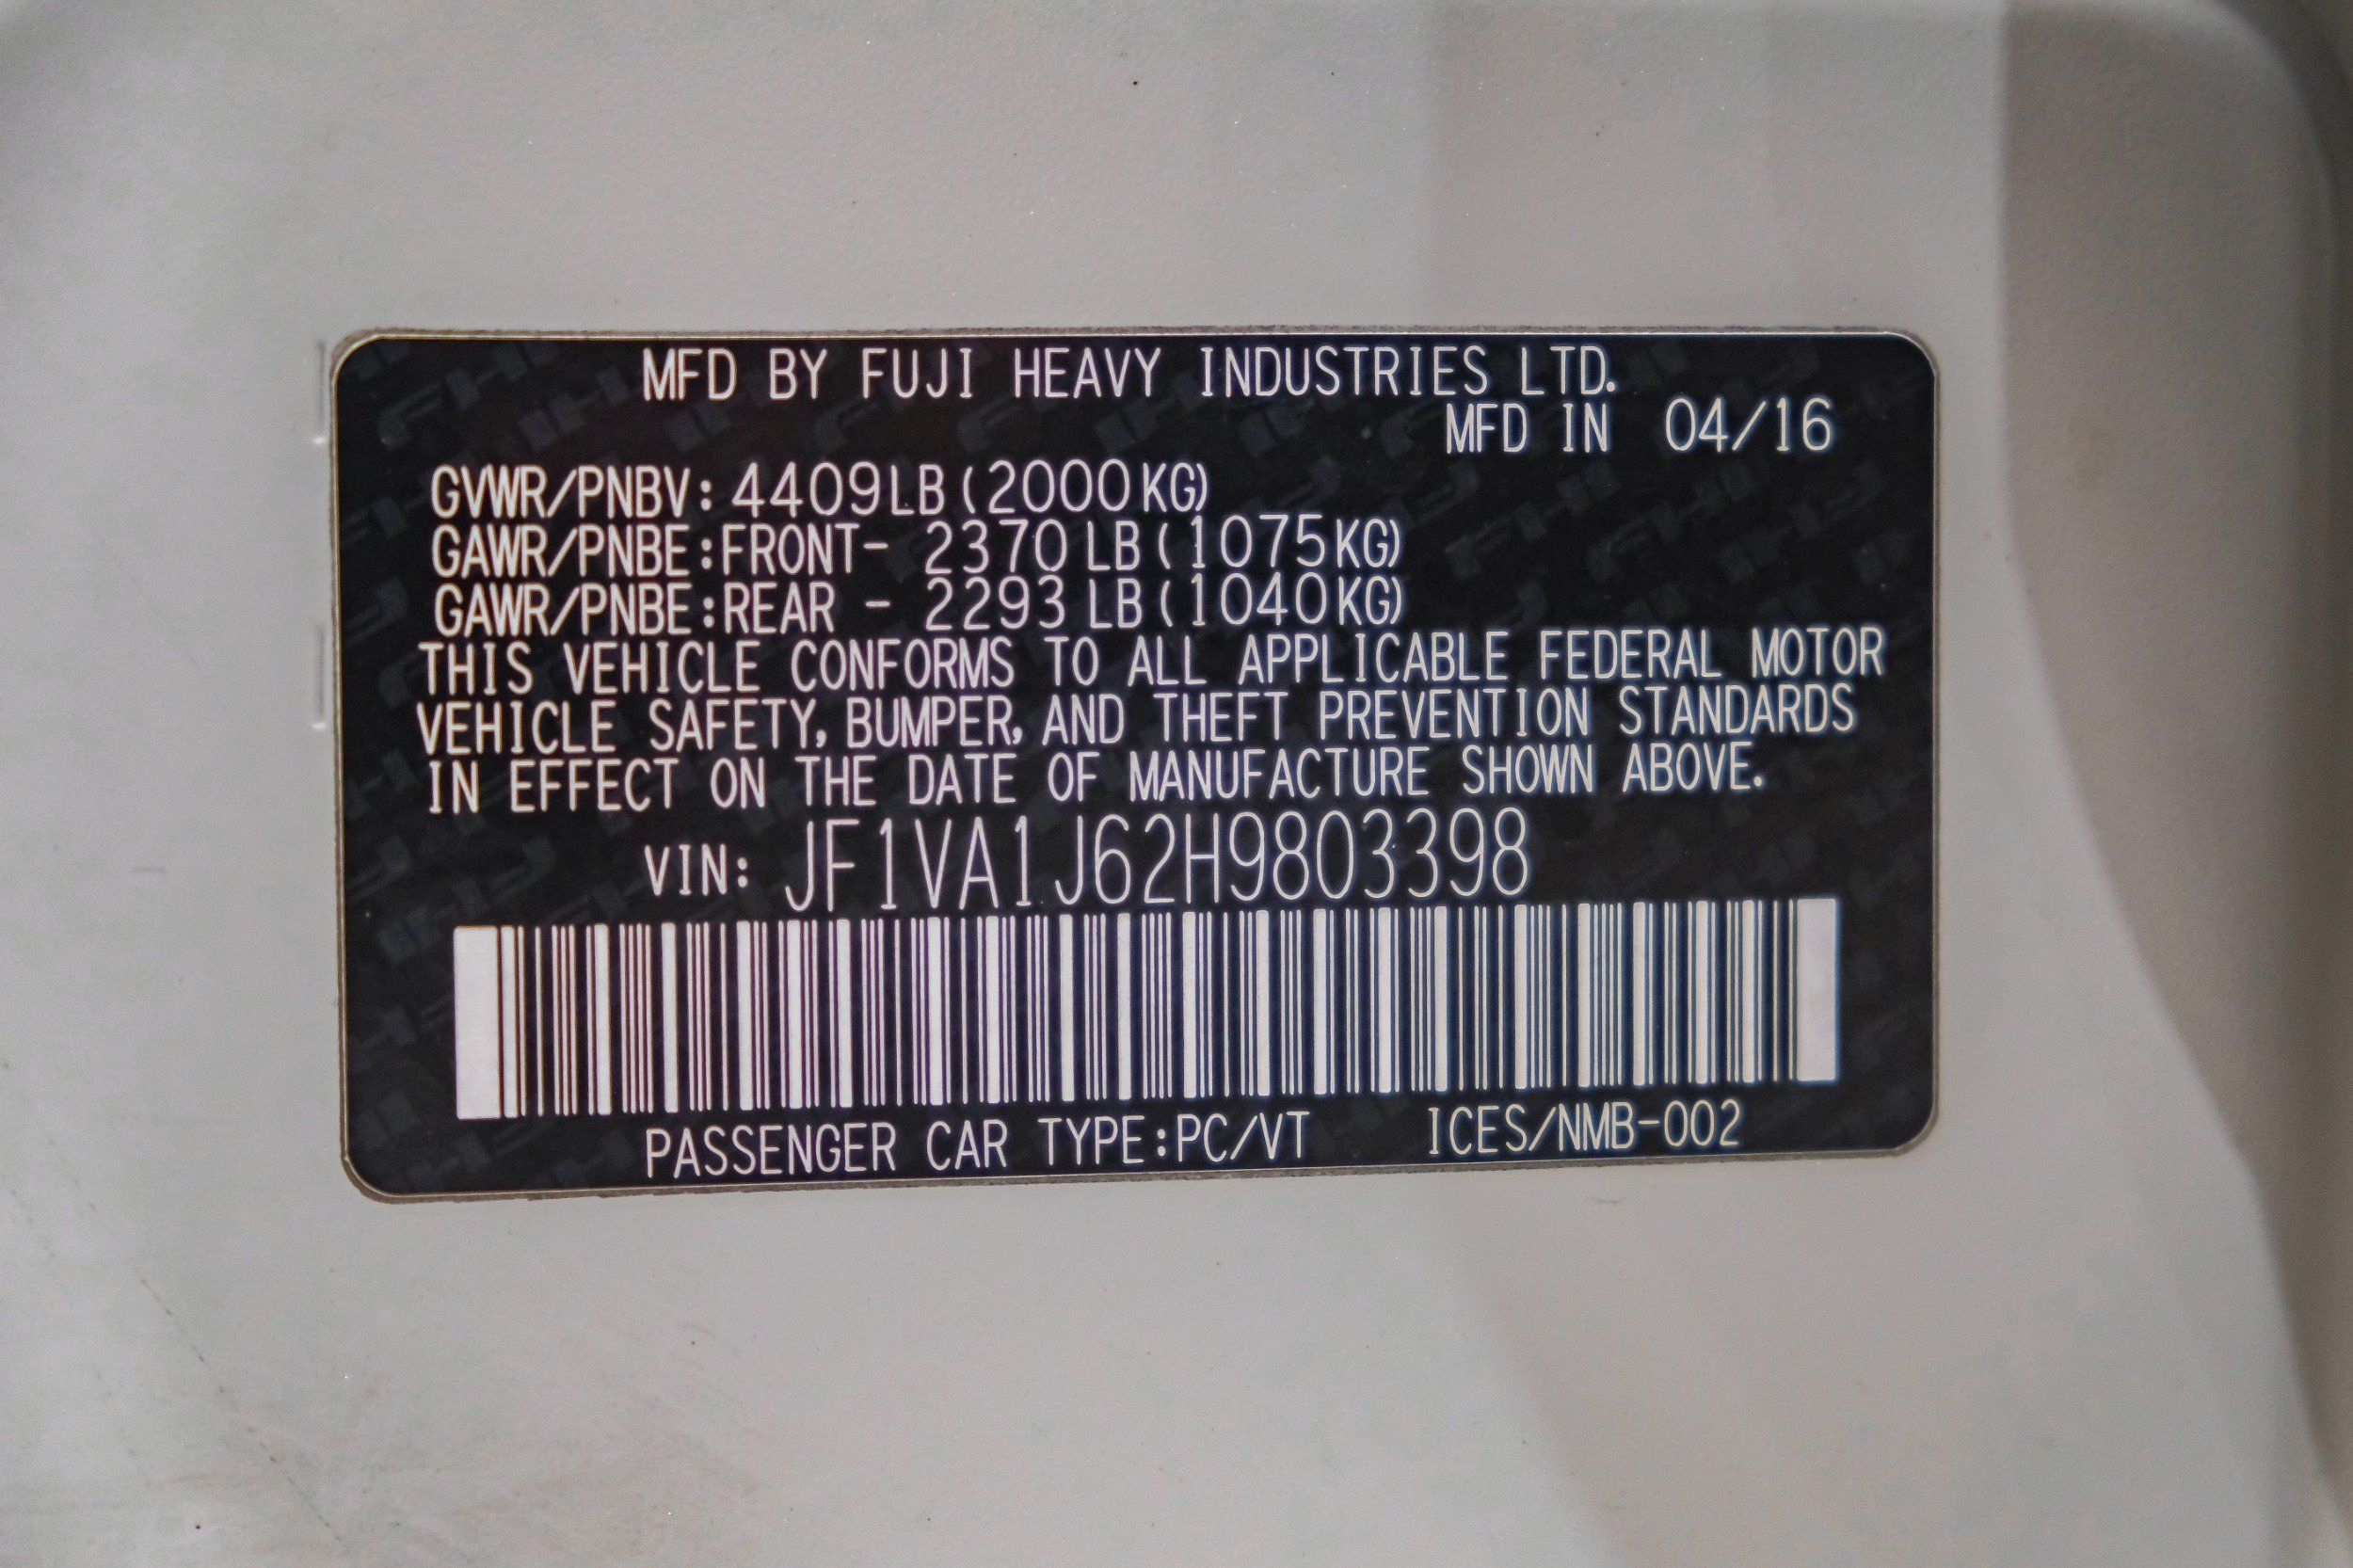 MFD BY FUJI HEAVY INDUSTRIES LTD.
MFD IN 04/16
GVWR/PNBV: 4409LB(2000KG)
GAWR/PNBE:FRONT- 2370LB(1075KG)
GAWR/PNBE:REAR - 2293LB(1040KG)
THIS VEHICLE CONFORMS TO ALL APPLICABLE FEDERAL MOTOR
VEHICLE SAFETY, BUMPER, AND THEFT PREVENTION STANDARDS
IN EFFECT ON THE DATE OF MANUFACTURE SHOWN ABOVE.
VIN: JF1VA1J62H9803398
PASSENGER CAR TYPE:PC/VT ICES/NMB-002